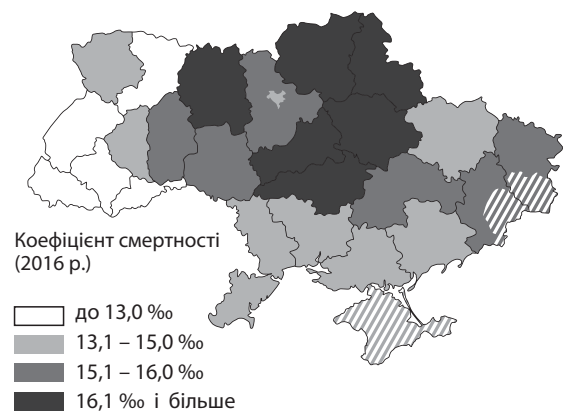 Коефіцієнт смертності
(2016 р.)
до 13,0 ‰
13,1 – 15,0 ‰
15,1 – 16,0 ‰
16,1 ‰ і більше